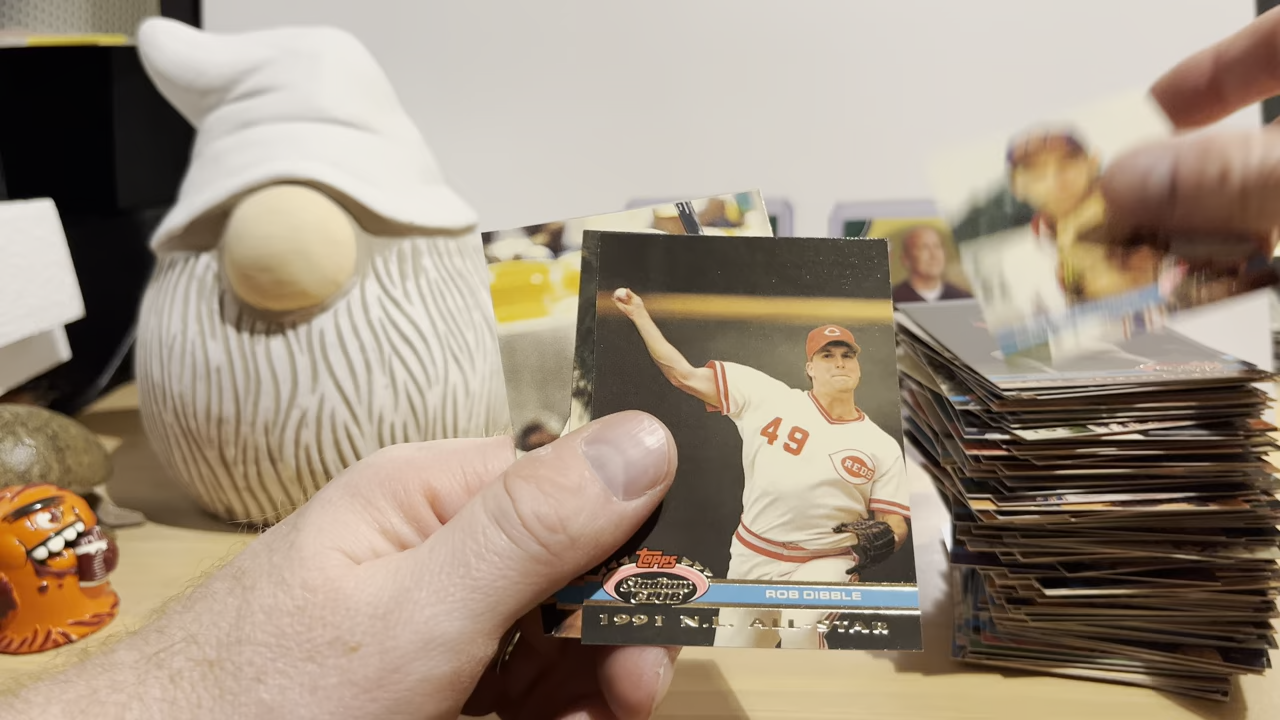 49
REDS
Topps
Stadium
CLUB
ROB DIBBLE
1991 N.L. ALL-STAR